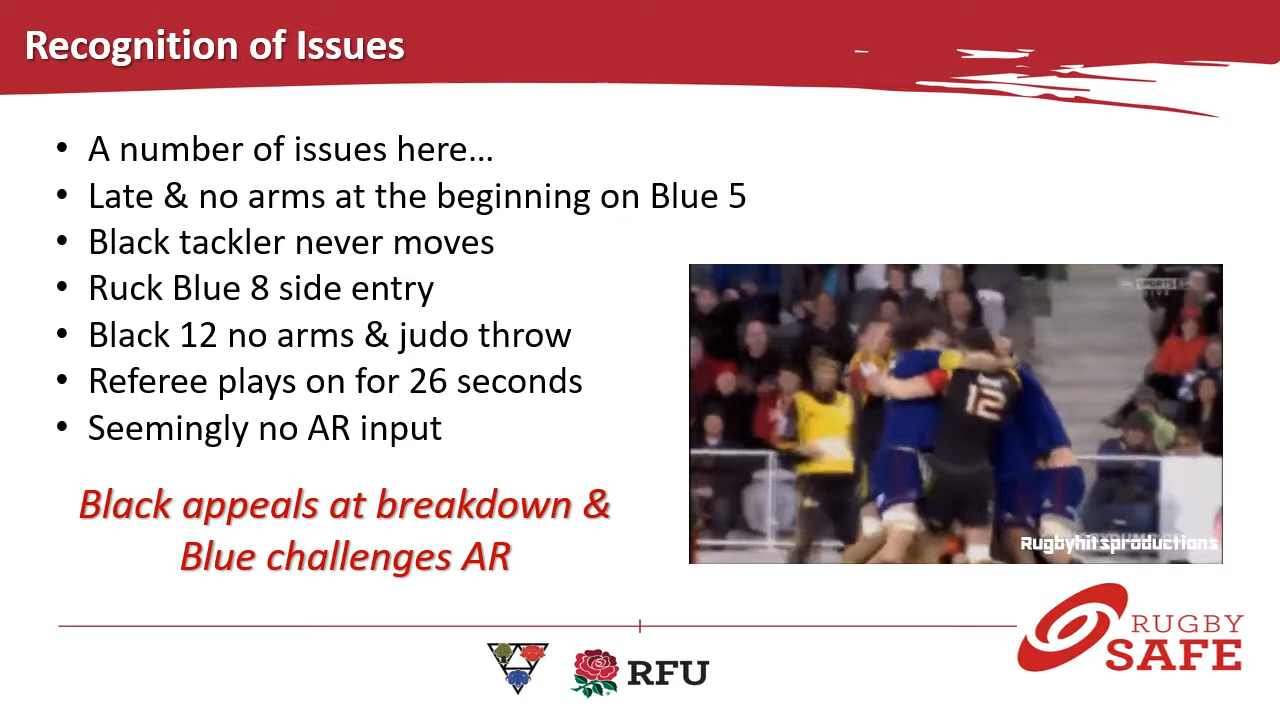 Recognition of Issues
• A number of issues here...
• Late & no arms at the beginning on Blue 5
• Black tackler never moves
• Ruck Blue 8 side entry
• Black 12 no arms & judo throw
• Referee plays on for 26 seconds
• Seemingly no AR input
Black appeals at breakdown &
Blue challenges AR
12
Rugbyhitsproductions
RFU
RUGBY
SAFE